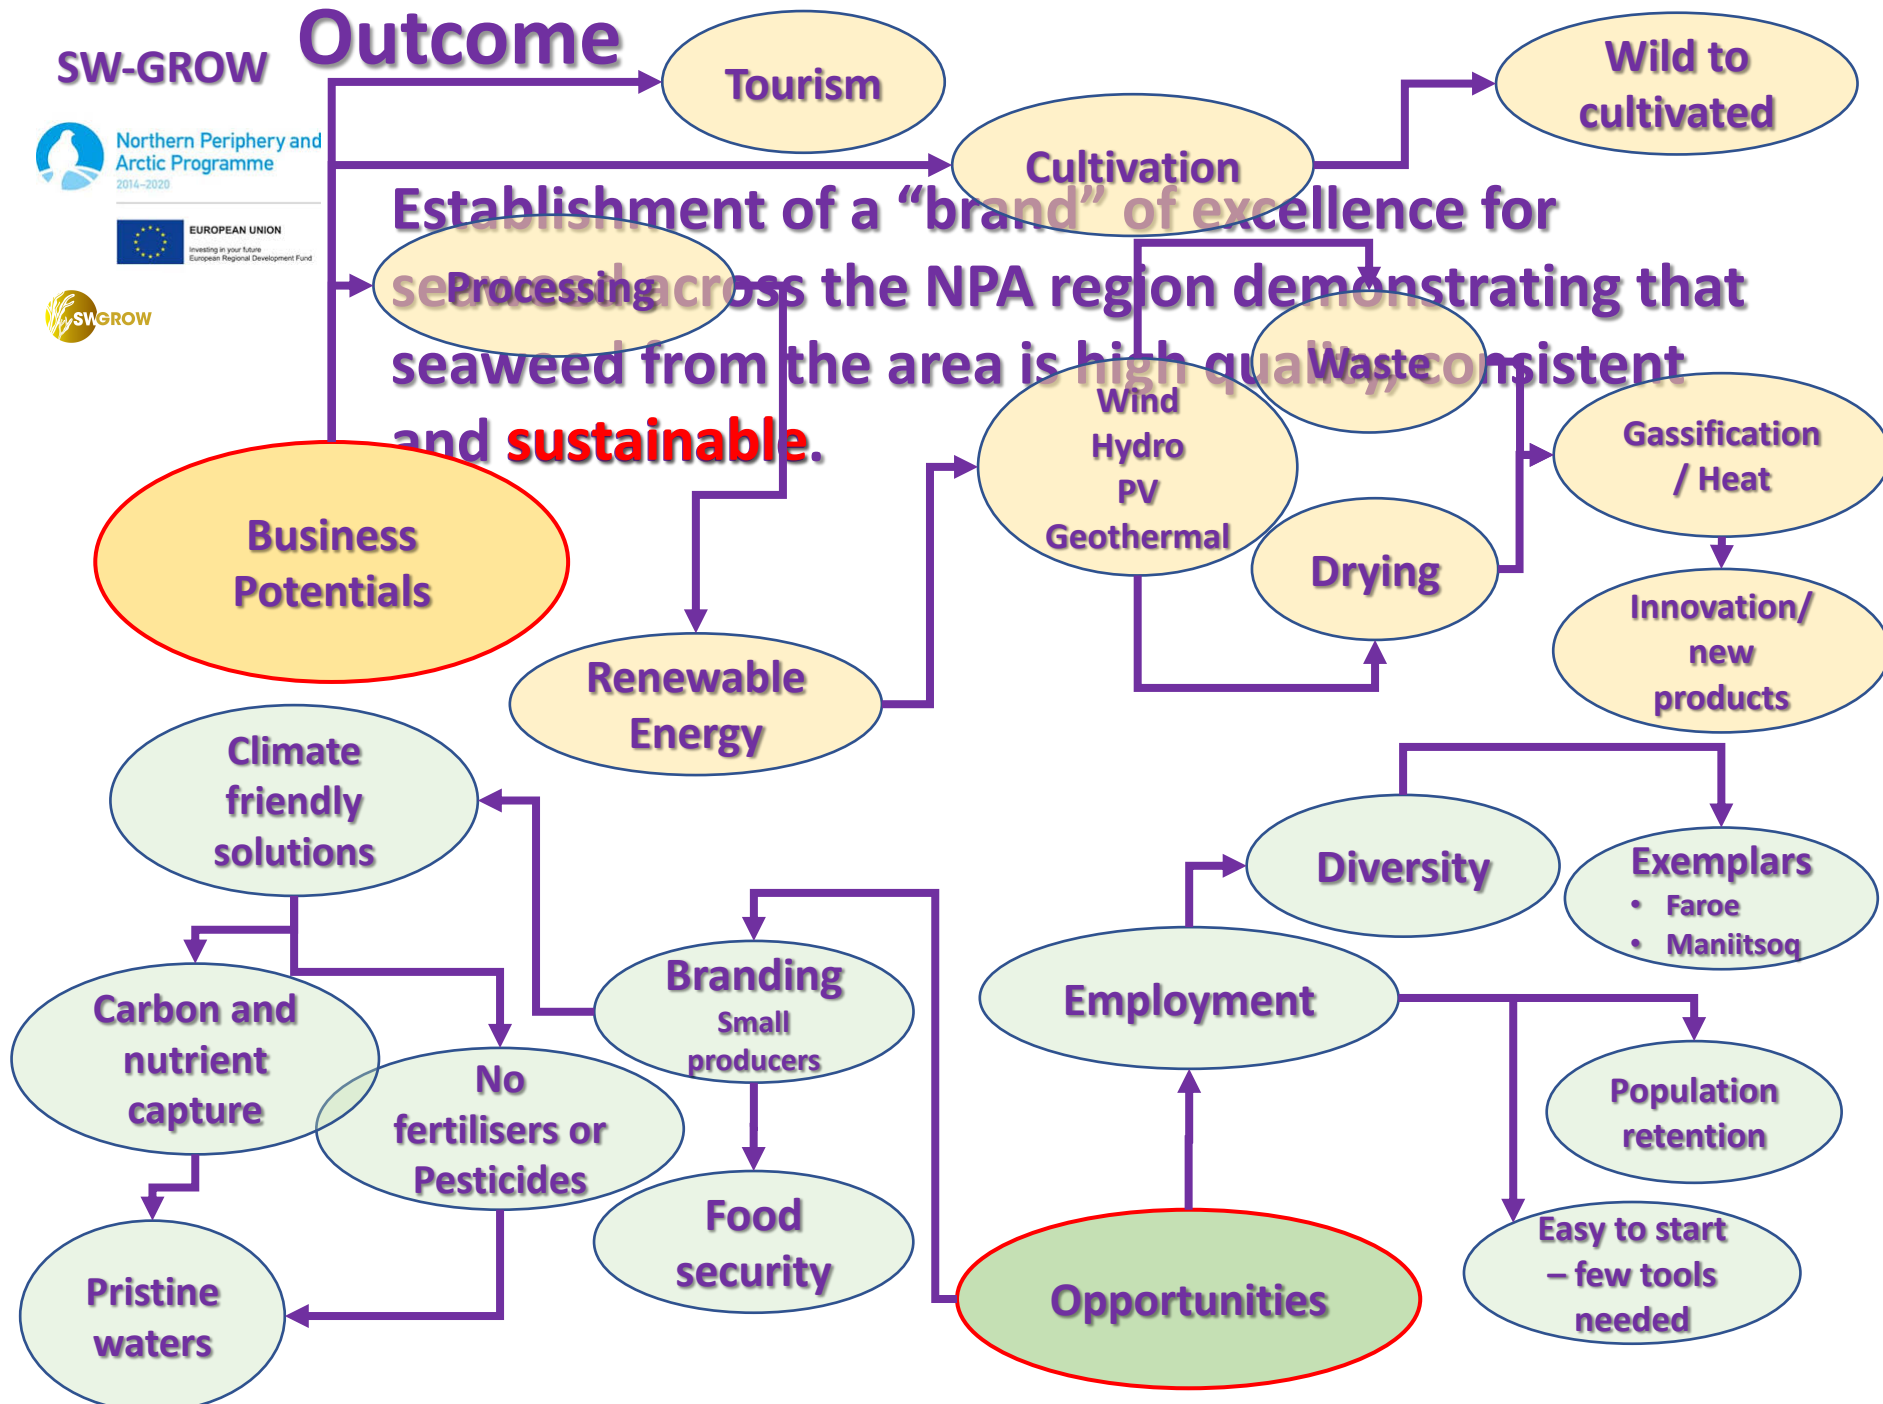 SW-GROW
Outcome
Northern Periphery and
Arctic Programme
2014–2020
EUROPEAN UNION
Investing in your future
European Regional Development Fund
SWGROW
Establishment of a “brand” of excellence for
seaweed across the NPA region demonstrating that
seaweed from the area is high quality, consistent
and sustainable.
Tourism
Cultivation
Wild to
cultivated
Processing
Waste
Wind
Hydro
PV
Geothermal
Gassification
/ Heat
Drying
Innovation/
new
products
Business
Potentials
Renewable
Energy
Climate
friendly
solutions
Carbon and
nutrient
capture
No
fertilisers or
Pesticides
Pristine
waters
Branding
Small
producers
Food
security
Diversity
Exemplars
• Faroe
• Maniitsoq
Employment
Population
retention
Easy to start
– few tools
needed
Opportunities